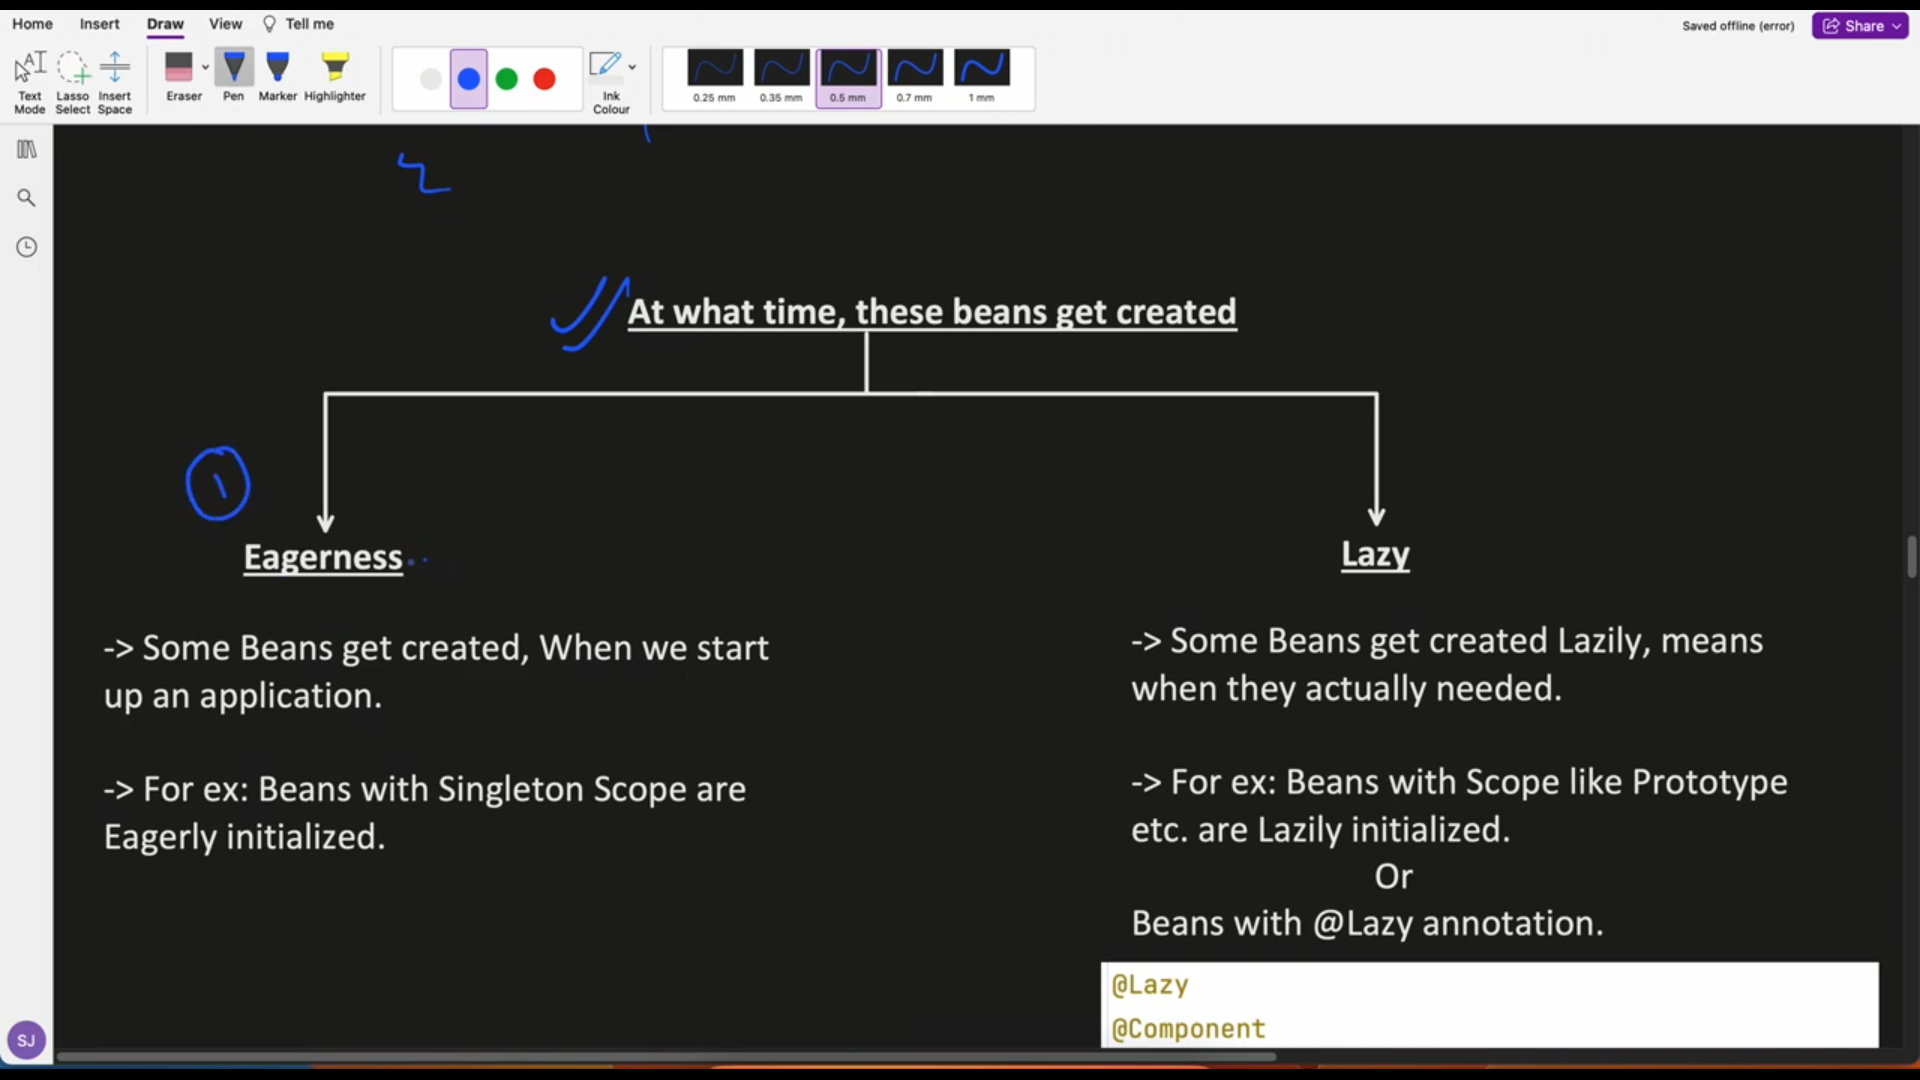 Home Insert Draw View Tell me
Saved offline (error) Share
Text Mode
Lasso Select
Insert Space
Eraser Pen Marker Highlighter
Ink Colour
0.25 mm 0.35 mm 0.5 mm 0.7 mm 1 mm
2
At what time, these beans get created
1
Eagerness
-> Some Beans get created, When we start
up an application.
-> For ex: Beans with Singleton Scope are
Eagerly initialized.
Lazy
-> Some Beans get created Lazily, means
when they actually needed.
-> For ex: Beans with Scope like Prototype
etc. are Lazily initialized.
Or
Beans with @Lazy annotation.
@Lazy
@Component
SJ